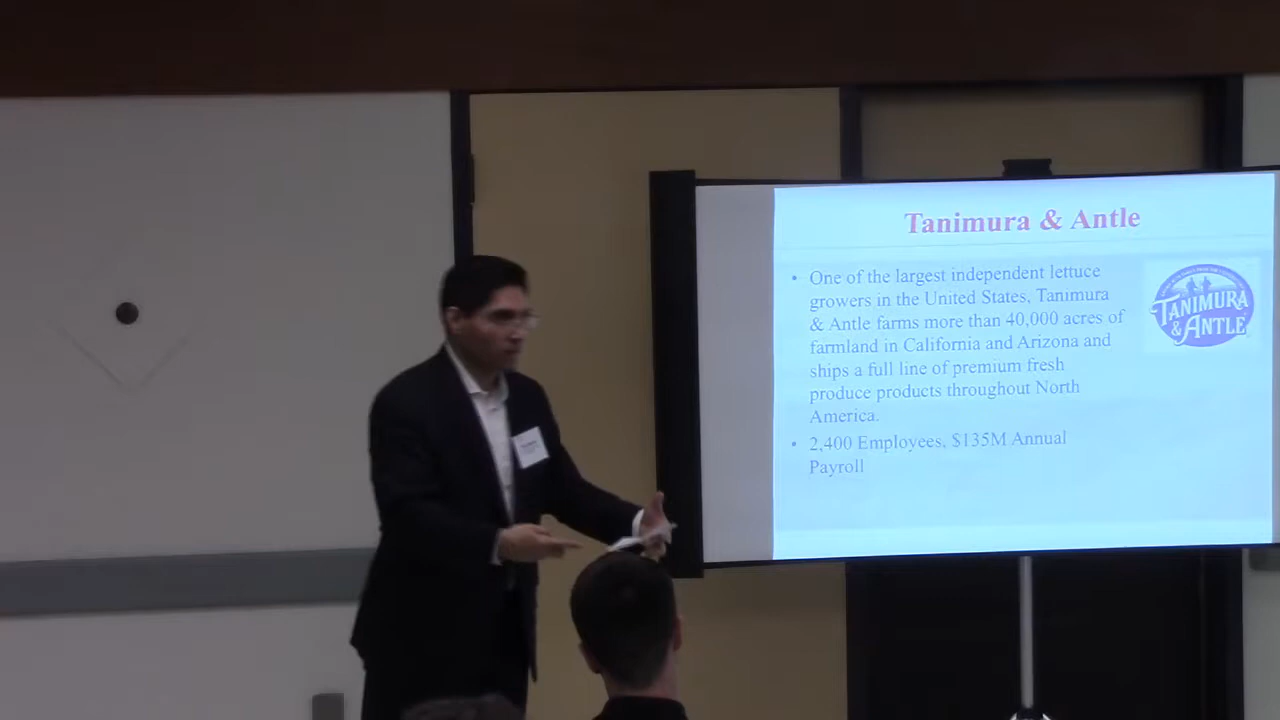 Tanimura & Antle
• One of the largest independent lettuce
growers in the United States, Tanimura
& Antle farms more than 40,000 acres of
farmland in California and Arizona and
ships a full line of premium fresh
produce products throughout North
America.
• 2,400 Employees, $135M Annual
Payroll
TANIMURA
& ANTLE